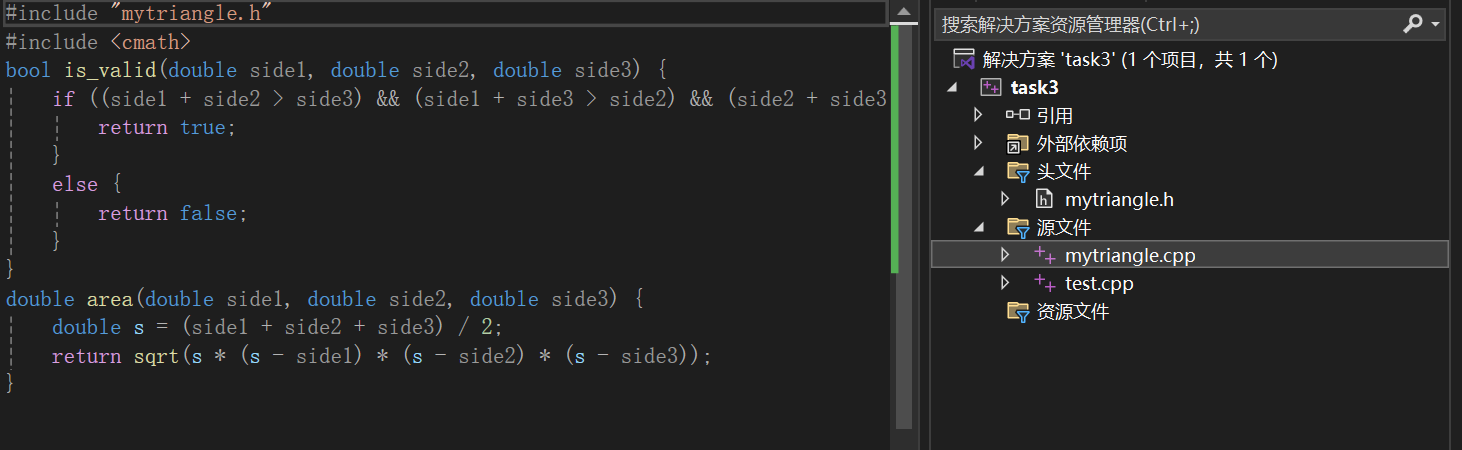 #include "mytriangle.h"
#include <cmath>
bool is_valid(double side1, double side2, double side3) {
if ((side1 + side2 > side3) && (side1 + side3 > side2) && (side2 + side3
return true;
}
else {
return false;
}
}
double area(double side1, double side2, double side3) {
double s = (side1 + side2 + side3) / 2;
return sqrt(s * (s - side1) * (s - side2) * (s - side3));
}
搜索解决方案资源管理器(Ctrl+;)
解决方案 'task3' (1 个项目，共 1 个)
task3
引用
外部依赖项
头文件
mytriangle.h
源文件
mytriangle.cpp
test.cpp
资源文件